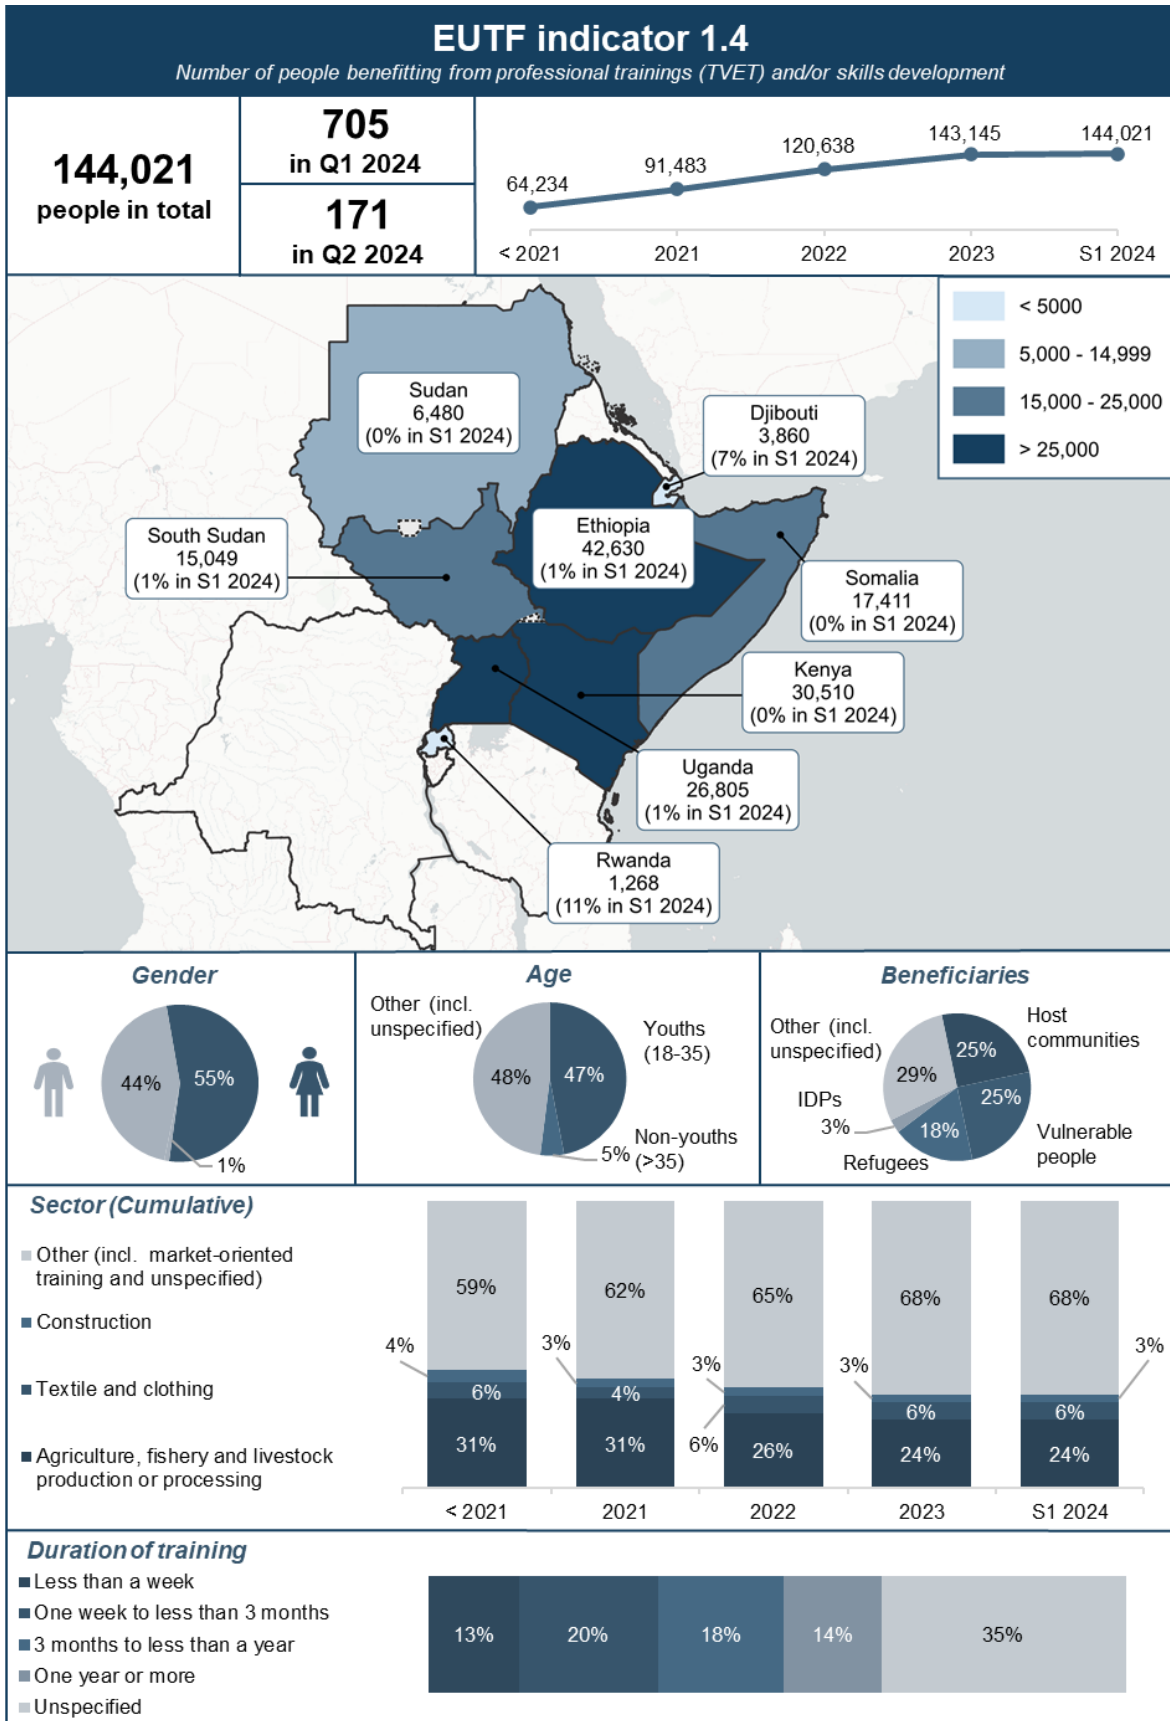 EUTF indicator 1.4
Number of people benefitting from professional trainings (TVET) and/or skills development
144,021
people in total
705
in Q1 2024
171
in Q2 2024
64,234
91,483
120,638
143,145
144,021
< 2021
2021
2022
2023
S1 2024
< 5000
5,000 - 14,999
15,000 - 25,000
> 25,000
Sudan
6,480
(0% in S1 2024)
Djibouti
3,860
(7% in S1 2024)
South Sudan
15,049
(1% in S1 2024)
Ethiopia
42,630
(1% in S1 2024)
Somalia
17,411
(0% in S1 2024)
Kenya
30,510
(0% in S1 2024)
Uganda
26,805
(1% in S1 2024)
Rwanda
1,268
(11% in S1 2024)
Gender
44%
55%
1%
Age
Other (incl.
unspecified)
Youths
(18-35)
48%
47%
5%
Non-youths
(>35)
Beneficiaries
Other (incl.
unspecified)
Host
communities
25%
29%
25%
IDPs
3%
18%
Refugees
Vulnerable
people
Sector (Cumulative)
Other (incl. market-oriented
training and unspecified)
Construction
Textile and clothing
Agriculture, fishery and livestock
production or processing
59%
62%
65%
68%
68%
4%
3%
3%
3%
3%
6%
4%
6%
6%
6%
31%
31%
26%
24%
24%
< 2021
2021
2022
2023
S1 2024
Duration of training
Less than a week
One week to less than 3 months
3 months to less than a year
One year or more
Unspecified
13%
20%
18%
14%
35%